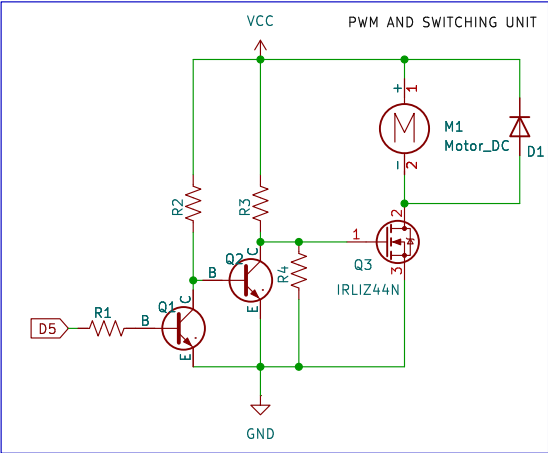 VCC
PWM AND SWITCHING UNIT
+
1
M
M1
Motor_DC
D1
-
2
R2
R3
2
1
3
Q3
IRLIZ44N
Q2
B
C
E
R4
D5
R1
B
Q1
C
E
GND